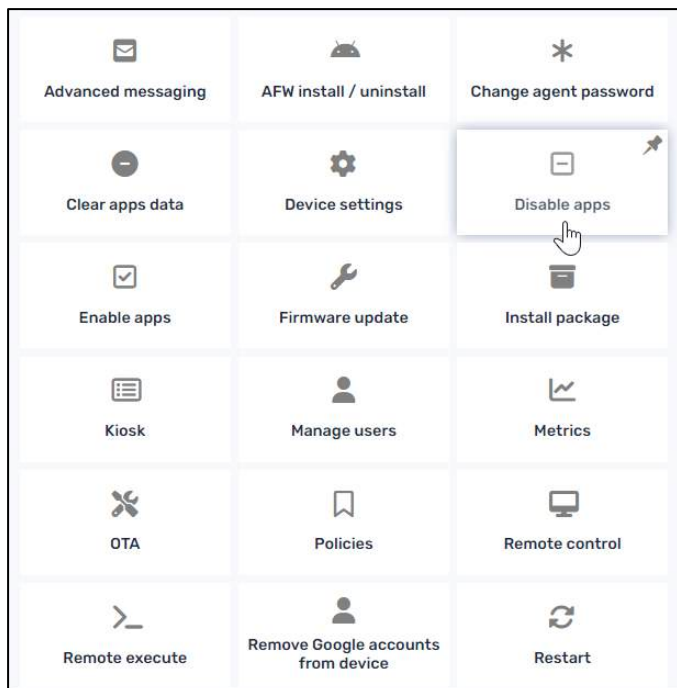 Advanced messaging
AFW install / uninstall
Change agent password
Clear apps data
Device settings
Disable apps
Enable apps
Firmware update
Install package
Kiosk
Manage users
Metrics
OTA
Policies
Remote control
Remote execute
Remove Google accounts
from device
Restart